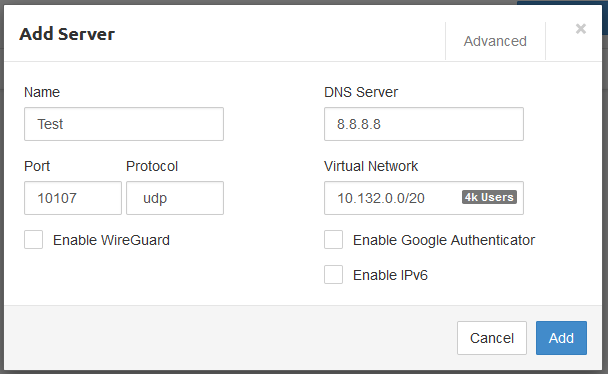 Add Server
Advanced
×
Name
DNS Server
Test
8.8.8.8
Port
Protocol
Virtual Network
10107
udp
10.132.0.0/20
4k Users
Enable WireGuard
Enable Google Authenticator
Enable IPv6
Cancel
Add